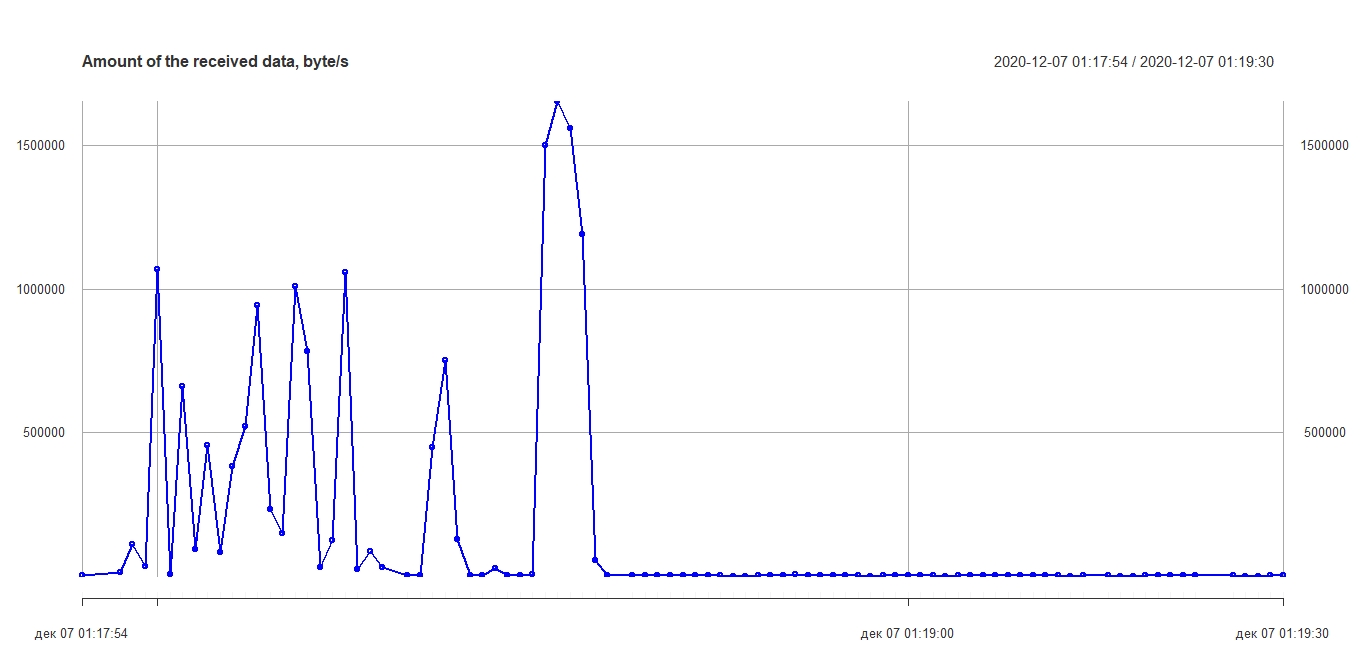 Amount of the received data, byte/s 2020-12-07 01:17:54 / 2020-12-07 01:19:30
1500000 1500000
1000000 1000000
500000 500000
дек 07 01:17:54 дек 07 01:19:00 дек 07 01:19:30